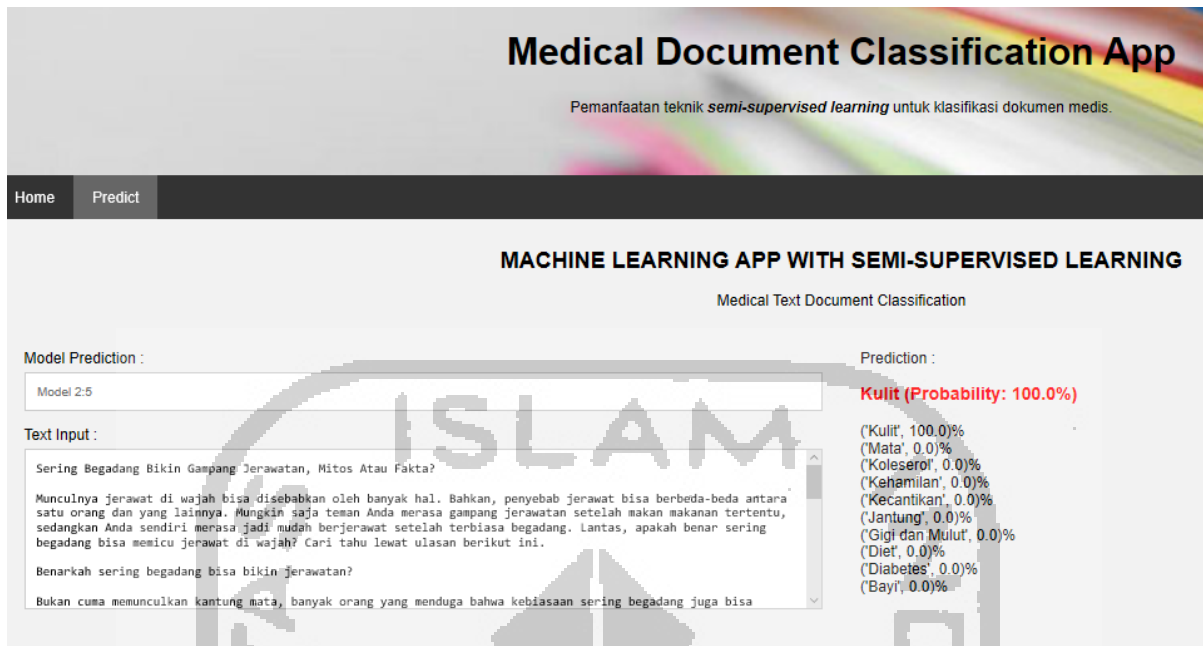 Medical Document Classification App
Pemanfaatan teknik semi-supervised learning untuk klasifikasi dokumen medis.
Home
Predict
MACHINE LEARNING APP WITH SEMI-SUPERVISED LEARNING
Medical Text Document Classification
Model Prediction :
Model 2:5
Text Input :
Sering Begadang Bikin Gampang Jerawatan, Mitos Atau Fakta?
Munculnya jerawat di wajah bisa disebabkan oleh banyak hal. Bahkan, penyebab jerawat bisa berbeda-beda antara
satu orang dan yang lainnya. Mungkin saja teman Anda merasa gampang jerawatan setelah makan makanan tertentu,
sedangkan Anda sendiri merasa jadi mudah berjerawat setelah terbiasa begadang. Lantas, apakah benar sering
begadang bisa memicu jerawat di wajah? Cari tahu lewat ulasan berikut ini.
Benarkah sering begadang bisa bikin jerawatan?
Bukan cuma memunculkan kantung mata, banyak orang yang menduga bahwa kebiasaan sering begadang juga bisa
Prediction :
Kulit (Probability: 100.0%)
('Kulit', 100.0)%
('Mata', 0.0)%
('Koleserol', 0.0)%
('Kehamilan', 0.0)%
('Kecantikan', 0.0)%
('Jantung', 0.0)%
('Gigi dan Mulut', 0.0)%
('Diet', 0.0)%
('Diabetes', 0.0)%
('Bayi', 0.0)%
ISLAM